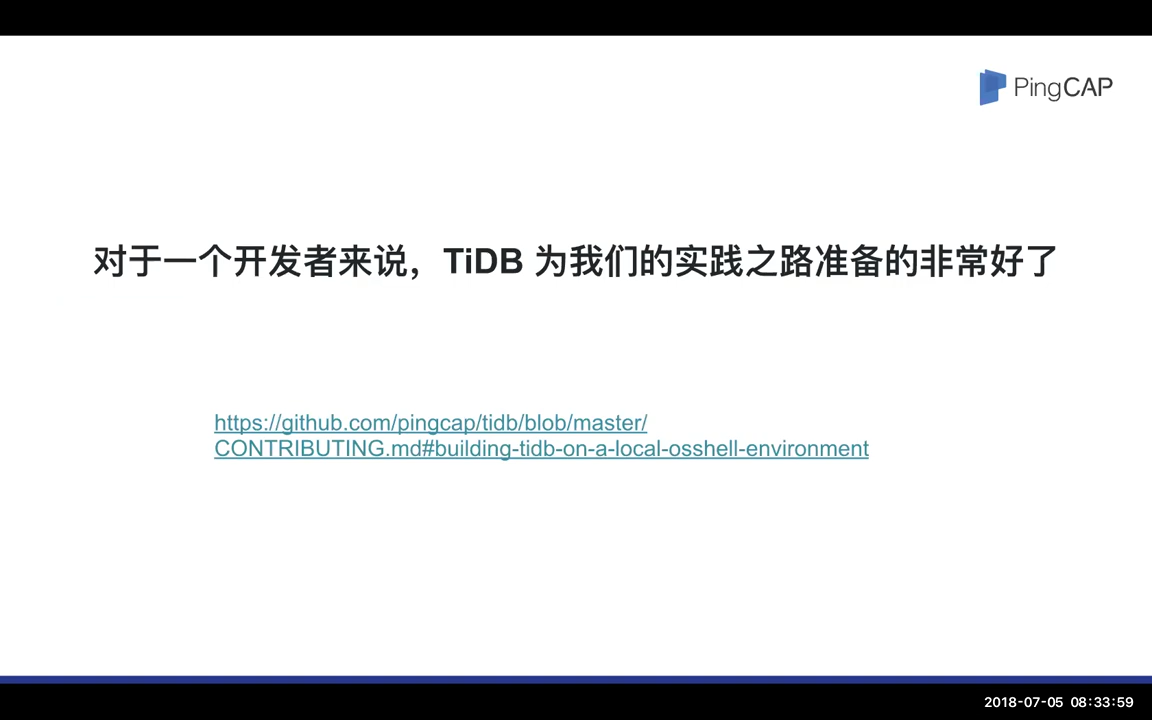 PingCAP
对于一个开发者来说，TiDB 为我们的实践之路准备的非常好了
https://github.com/pingcap/tidb/blob/master/
CONTRIBUTING.md#building-tidb-on-a-local-osshell-environment
2018-07-05 08:33:59